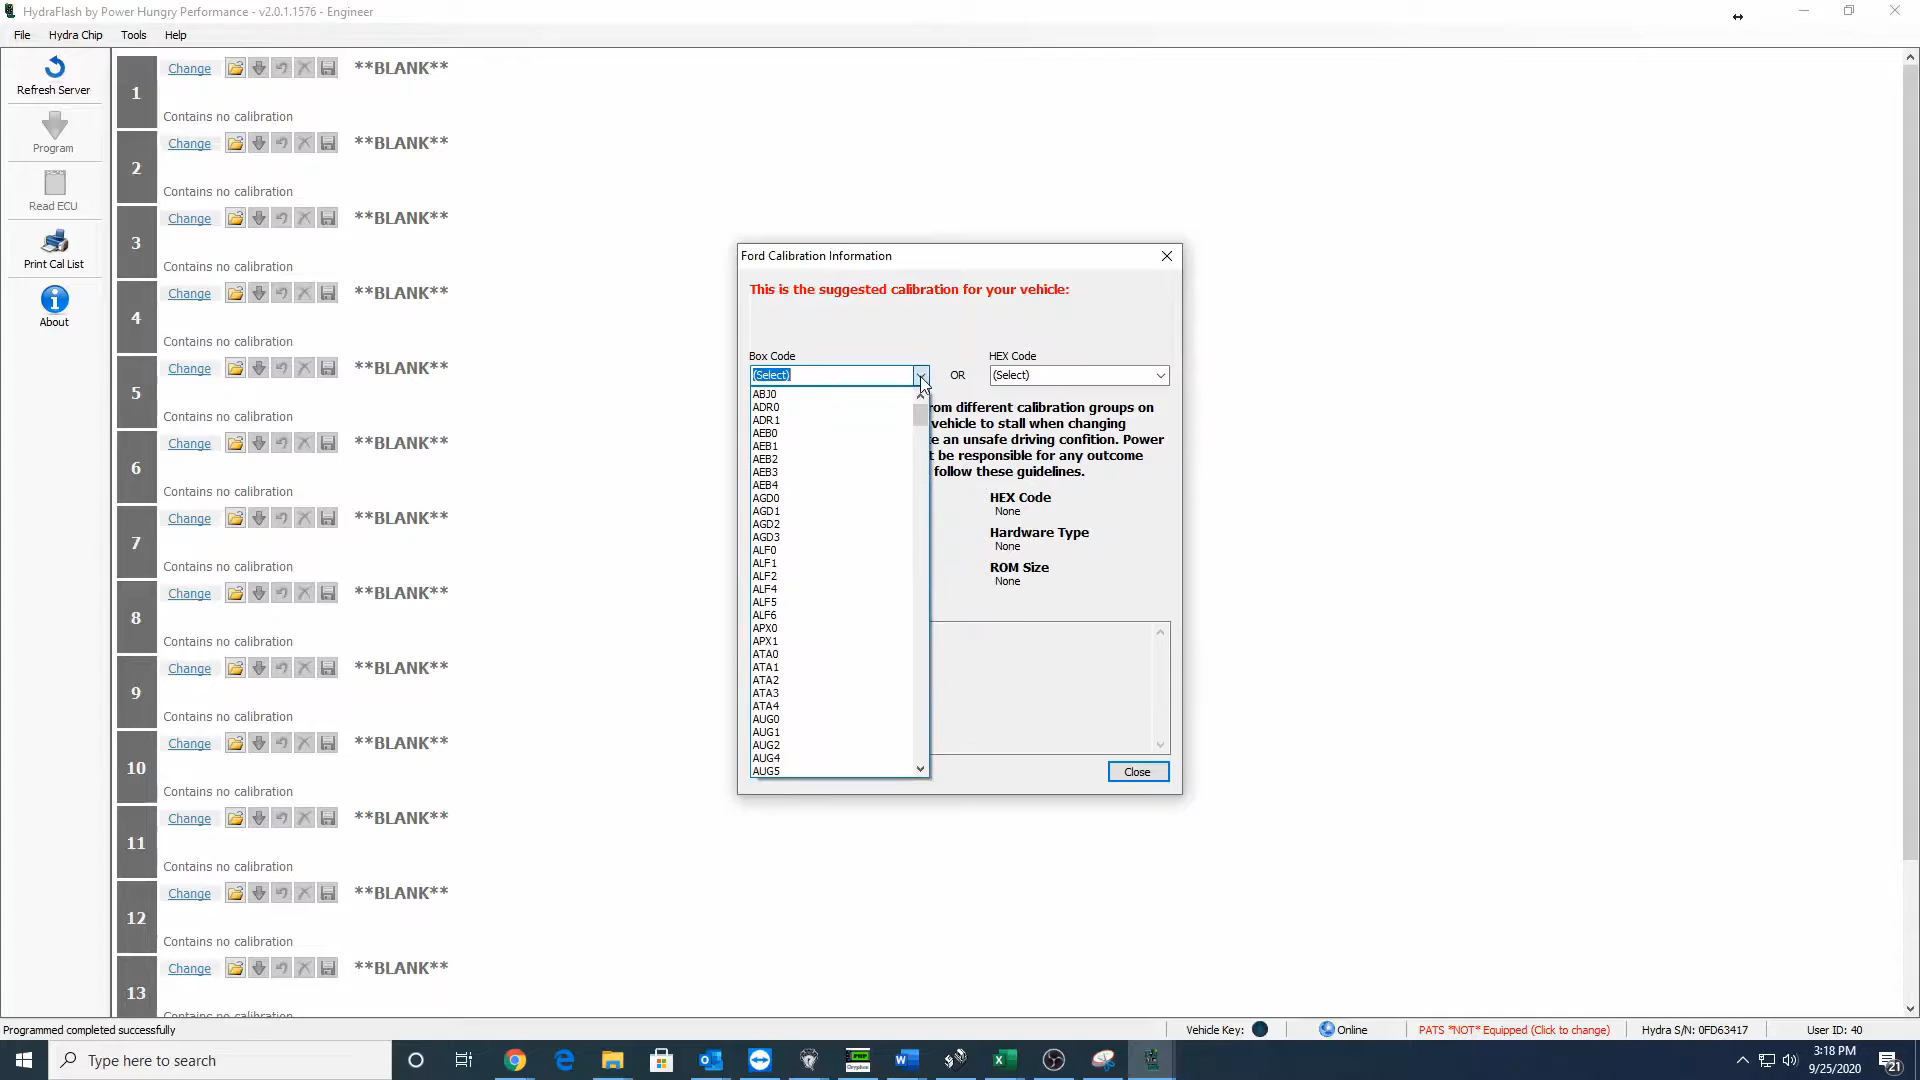 HydraFlash by Power Hungry Performance - v2.0.1.1576 - Engineer
File Hydra Chip Tools Help
Refresh Server
Program
Read ECU
Print Cal List
About
1 Change **BLANK**
Contains no calibration
2 Change **BLANK**
Contains no calibration
3 Change **BLANK**
Contains no calibration
4 Change **BLANK**
Contains no calibration
5 Change **BLANK**
Contains no calibration
6 Change **BLANK**
Contains no calibration
7 Change **BLANK**
Contains no calibration
8 Change **BLANK**
Contains no calibration
9 Change **BLANK**
Contains no calibration
10 Change **BLANK**
Contains no calibration
11 Change **BLANK**
Contains no calibration
12 Change **BLANK**
Contains no calibration
13 Change **BLANK**
Contains no calibration
Ford Calibration Information
This is the suggested calibration for your vehicle:
Box Code HEX Code
(Select) OR (Select)
ABJ0
ADR0
ADR1
AEB0
AEB1
AEB2
AEB3
AEB4
AGD0
AGD1
AGD2
AGD3
ALF0
ALF1
ALF2
ALF4
ALF5
ALF6
APX0
APX1
ATA0
ATA1
ATA2
ATA3
ATA4
AUG0
AUG1
AUG2
AUG4
AUG5
om different calibration groups on
vehicle to stall when changing
e an unsafe driving confition. Power
t be responsible for any outcome
follow these guidelines.
HEX Code
None
Hardware Type
None
ROM Size
None
Close
Programmed completed successfully Vehicle Key: Online PATS *NOT* Equipped (Click to change) Hydra S/N: 0FD63417 User ID: 40
Type here to search
3:18 PM
9/25/2020
21